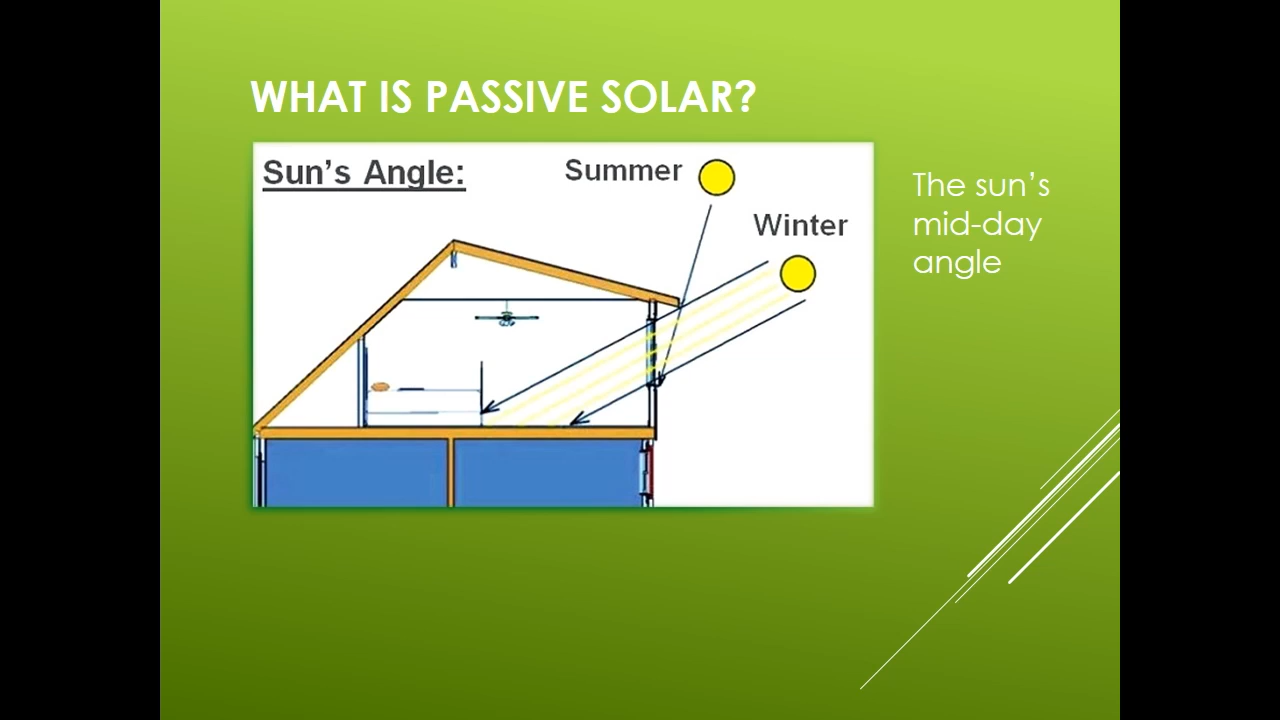 WHAT IS PASSIVE SOLAR?
Sun's Angle:
Summer
Winter
The sun's
mid-day
angle